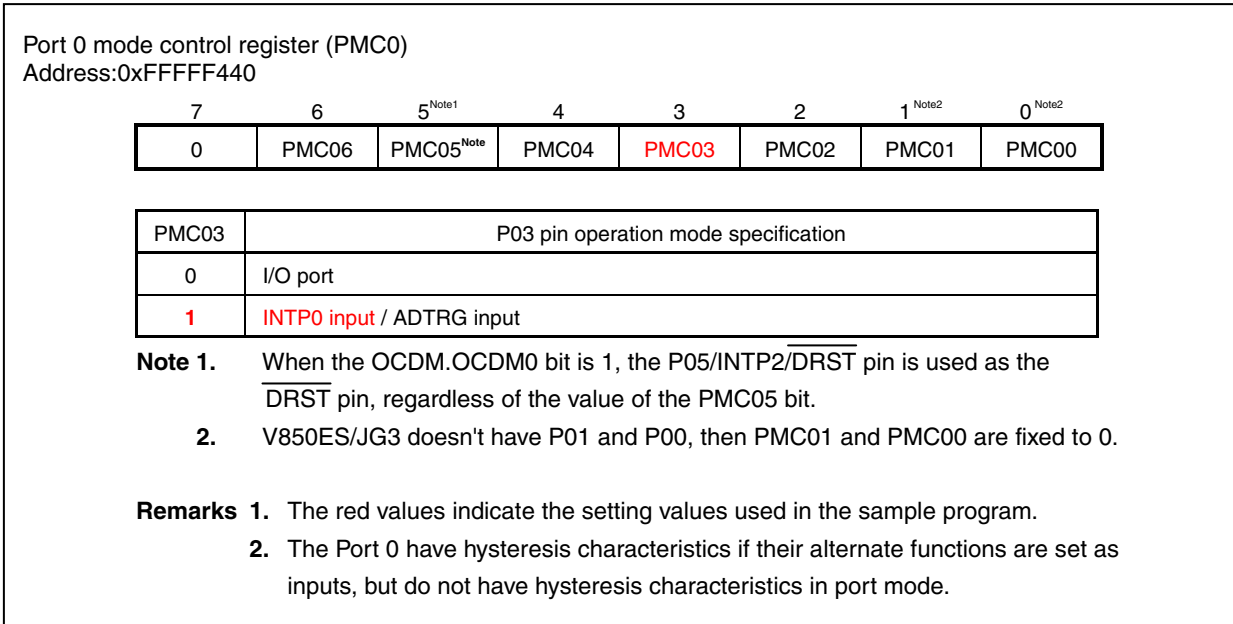 Port 0 mode control register (PMC0)
Address:0xFFFFF440
7 6 5Note1 4 3 2 1Note2 0Note2
0 PMC06 PMC05Note PMC04 PMC03 PMC02 PMC01 PMC00
PMC03 P03 pin operation mode specification
0 I/O port
1 INTP0 input / ADTRG input
Note 1. When the OCDM.OCDM0 bit is 1, the P05/INTP2/DRST pin is used as the
DRST pin, regardless of the value of the PMC05 bit.
2. V850ES/JG3 doesn't have P01 and P00, then PMC01 and PMC00 are fixed to 0.
Remarks 1. The red values indicate the setting values used in the sample program.
2. The Port 0 have hysteresis characteristics if their alternate functions are set as
inputs, but do not have hysteresis characteristics in port mode.